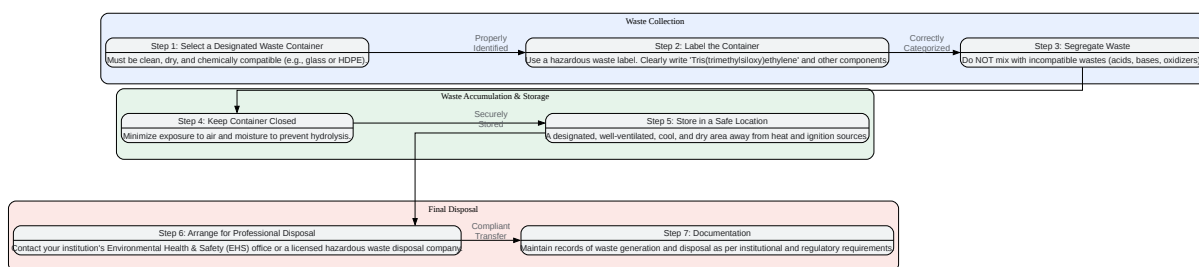 Waste Collection
Step 1: Select a Designated Waste Container
Must be clean, dry, and chemically compatible (e.g., glass or HDPE).
Properly
Identified
Step 2: Label the Container
Use a hazardous waste label. Clearly write 'Tris(trimethylsiloxy)ethylene' and other components.
Correctly
Categorized
Step 3: Segregate Waste
Do NOT mix with incompatible wastes (acids, bases, oxidizers)
Waste Accumulation & Storage
Step 4: Keep Container Closed
Minimize exposure to air and moisture to prevent hydrolysis.
Securely
Stored
Step 5: Store in a Safe Location
A designated, well-ventilated, cool, and dry area away from heat and ignition sources.
Final Disposal
Step 6: Arrange for Professional Disposal
Contact your institution's Environmental Health & Safety (EHS) office or a licensed hazardous waste disposal company.
Compliant
Transfer
Step 7: Documentation
Maintain records of waste generation and disposal as per institutional and regulatory requirements.